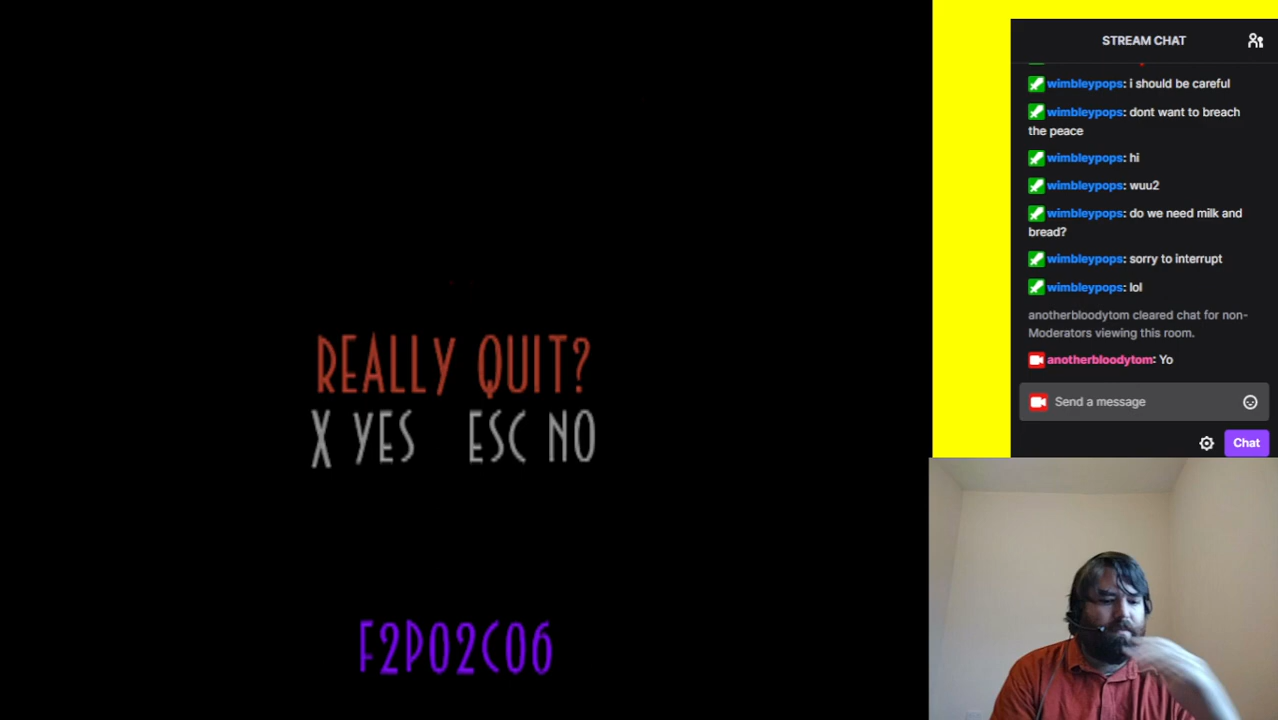 STREAM CHAT
wimbleypops: i should be careful
wimbleypops: dont want to breach
the peace
wimbleypops: hi
wimbleypops: wuu2
wimbleypops: do we need milk and
bread?
wimbleypops: sorry to interrupt
wimbleypops: lol
anotherbloodytom cleared chat for non-
Moderators viewing this room.
anotherbloodytom: Yo
Send a message
Chat
REALLY QUIT?
X YES ESC NO
F2P02C06